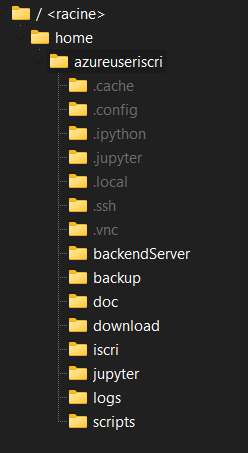 / <racine>
home
azureuseriscri
.cache
.config
.ipython
.jupyter
.local
.ssh
.vnc
backendServer
backup
doc
download
iscri
jupyter
logs
scripts